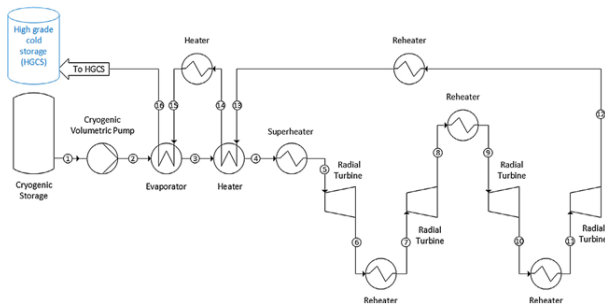 High grade
cold
storage
(HGCS)
To HGCS
Heater
Reheater
Cryogenic
Volumetric Pump
16
15
14
13
12
Reheater
Superheater
Radial
Turbine
8
9
Radial
Turbine
1
2
3
4
5
Evaporator
Heater
Cryogenic
Storage
6
7
Radial
Turbine
10
11
Radial
Turbine
Reheater
Reheater